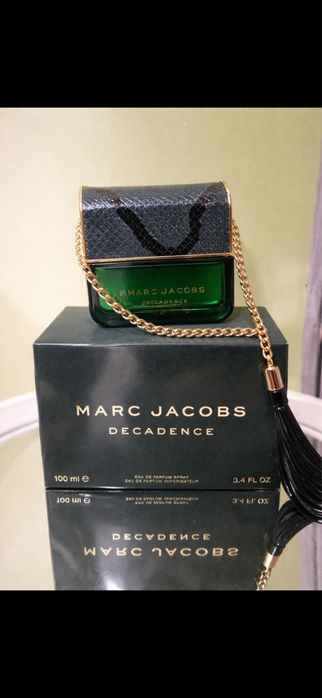 MARC JACOBS
DECADENCE
MARC JACOBS
DECADENCE
100 ml ℮
EAU DE PARFUM SPRAY
EAU DE PARFUM VAPORISATEUR
3.4 FL OZ